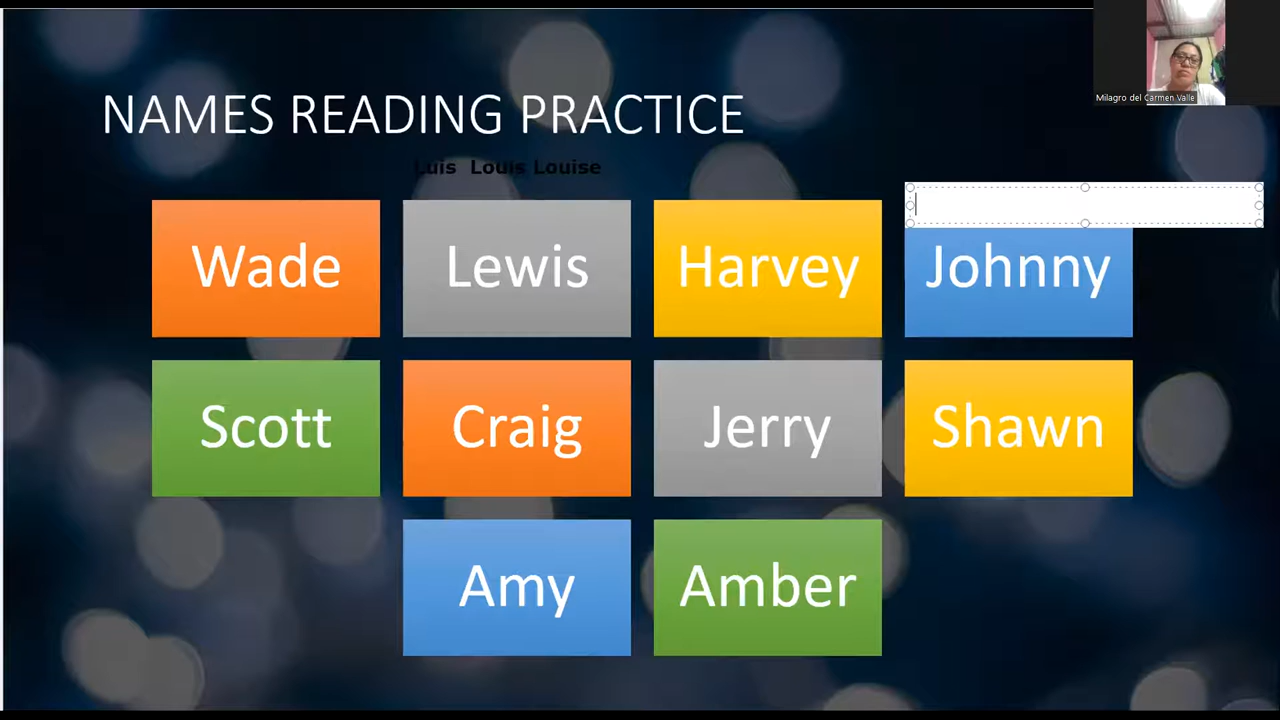 Milagro del Carmen Valle
NAMES READING PRACTICE
Luis Louis Louise
Wade Lewis Harvey Johnny
Scott Craig Jerry Shawn
Amy Amber